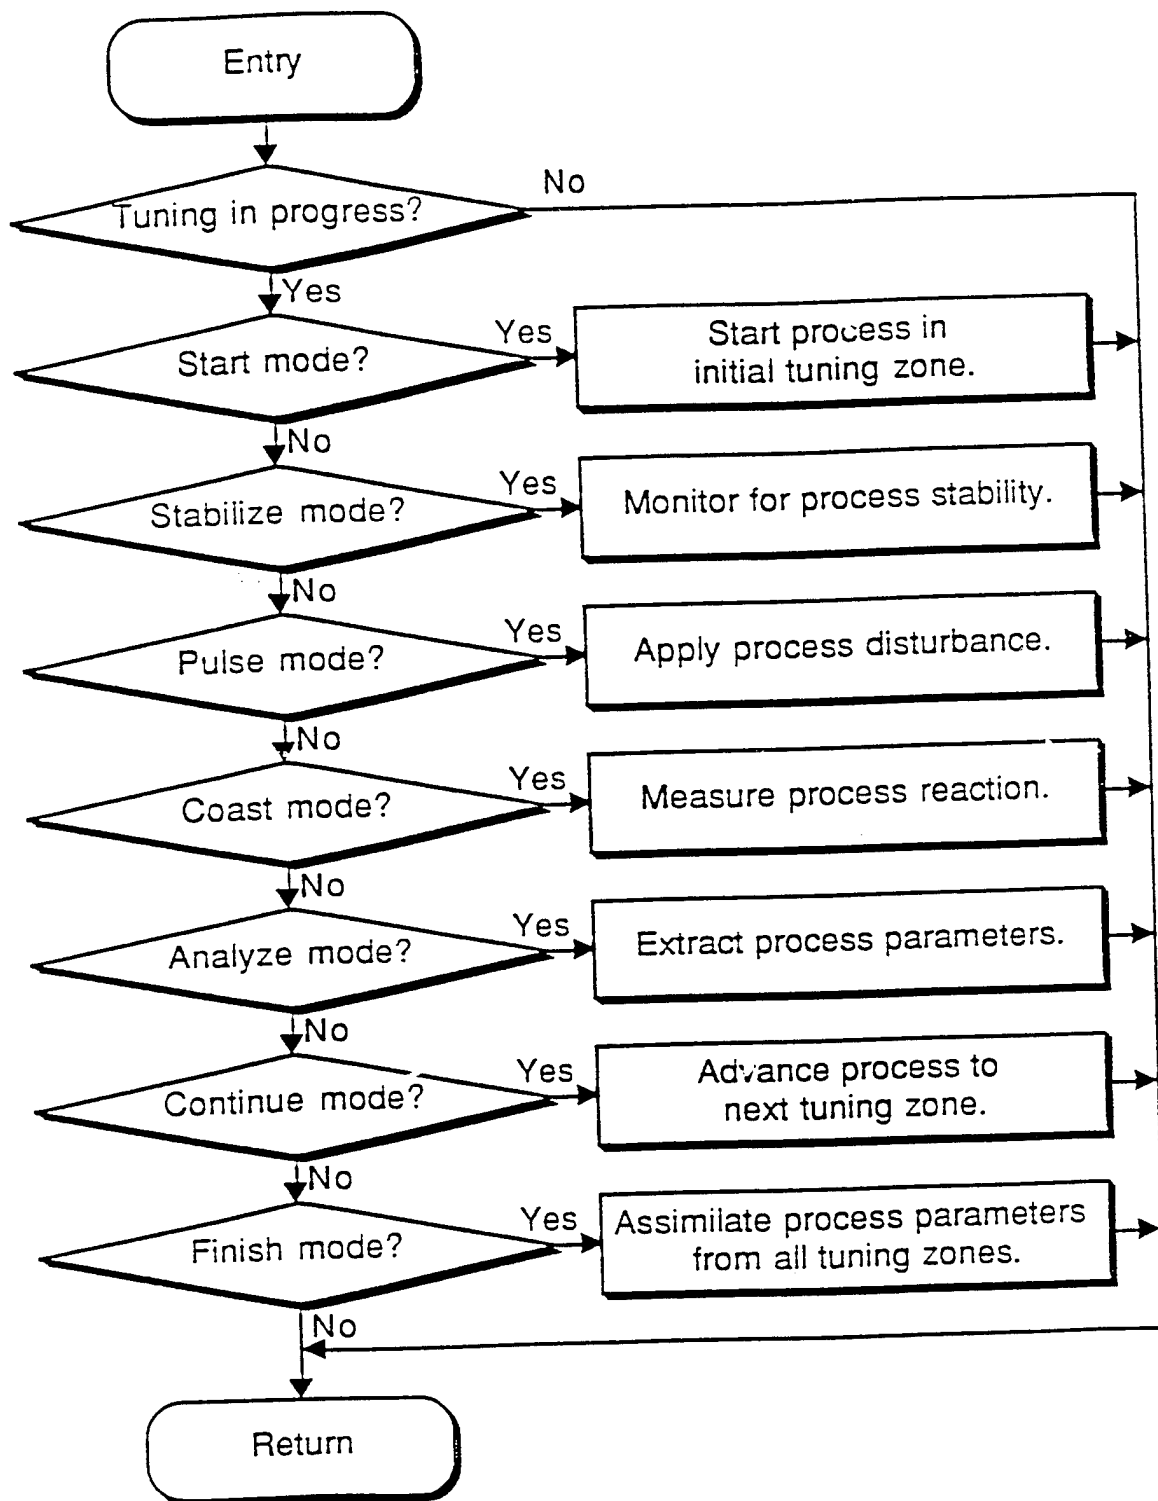 Entry
No
Tuning in progress?
Yes
Yes
Start mode?
Start process in
initial tuning zone.
No
Yes
Stabilize mode?
Monitor for process stability.
No
Yes
Pulse mode?
Apply process disturbance.
No
Yes
Coast mode?
Measure process reaction.
No
Yes
Analyze mode?
Extract process parameters.
No
Yes
Continue mode?
Advance process to
next tuning zone.
No
Yes
Finish mode?
Assimilate process parameters
from all tuning zones.
No
Return